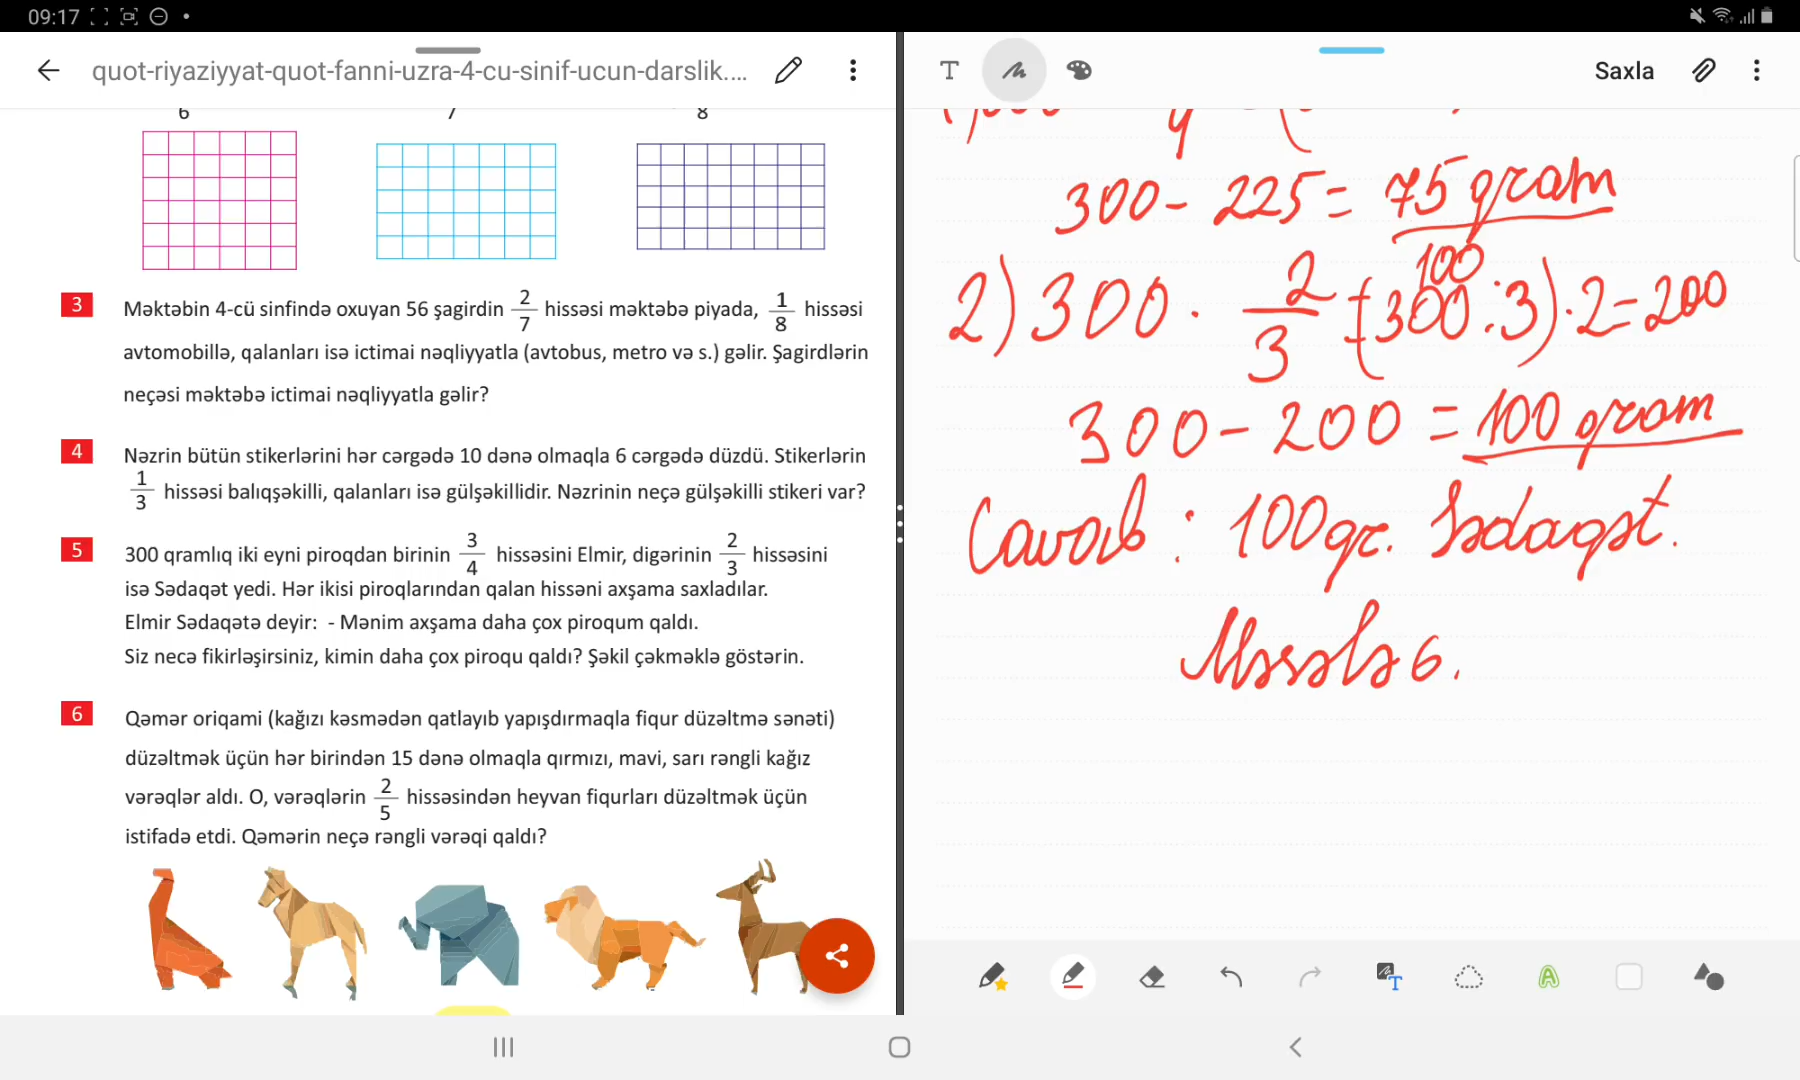 09:17
quot-riyaziyyat-quot-fanni-uzra-4-cu-sinif-ucun-darslik....
6 7 8
3 Məktəbin 4-cü sinfində oxuyan 56 şagirdin 2/7 hissəsi məktəbə piyada, 1/8 hissəsi
avtomobillə, qalanları isə ictimai nəqliyyatla (avtobus, metro və s.) gəlir. Şagirdlərin
neçəsi məktəbə ictimai nəqliyyatla gəlir?
4 Nəzrin bütün stikerlərini hər cərgədə 10 dənə olmaqla 6 cərgədə düzdü. Stikerlərin
1/3 hissəsi balıqşəkilli, qalanları isə gülşəkillidir. Nəzrinin neçə gülşəkilli stikeri var?
5 300 qramlıq iki eyni piroqdan birinin 3/4 hissəsini Elmir, digərinin 2/3 hissəsini
isə Sədaqət yedi. Hər ikisi piroqlarından qalan hissəni axşama saxladılar.
Elmir Sədaqətə deyir: - Mənim axşama daha çox piroqum qaldı.
Siz necə fikirləşirsiniz, kimin daha çox piroqu qaldı? Şəkil çəkməklə göstərin.
6 Qəmər oriqami (kağızı kəsmədən qatlayıb yapışdırmaqla fiqur düzəltmə sənəti)
düzəltmək üçün hər birindən 15 dənə olmaqla qırmızı, mavi, sarı rəngli kağız
vərəqlər aldı. O, vərəqlərin 2/5 hissəsindən heyvan fiqurları düzəltmək üçün
istifadə etdi. Qəmərin neçə rəngli vərəqi qaldı?
T Saxla
300 - 225 = 75 qram
100
2) 300 · 2/3 = (300 : 3) · 2 = 200
300 - 200 = 100 qram
Cavab : 100 qr. Sədaqət.
Məsələ 6.